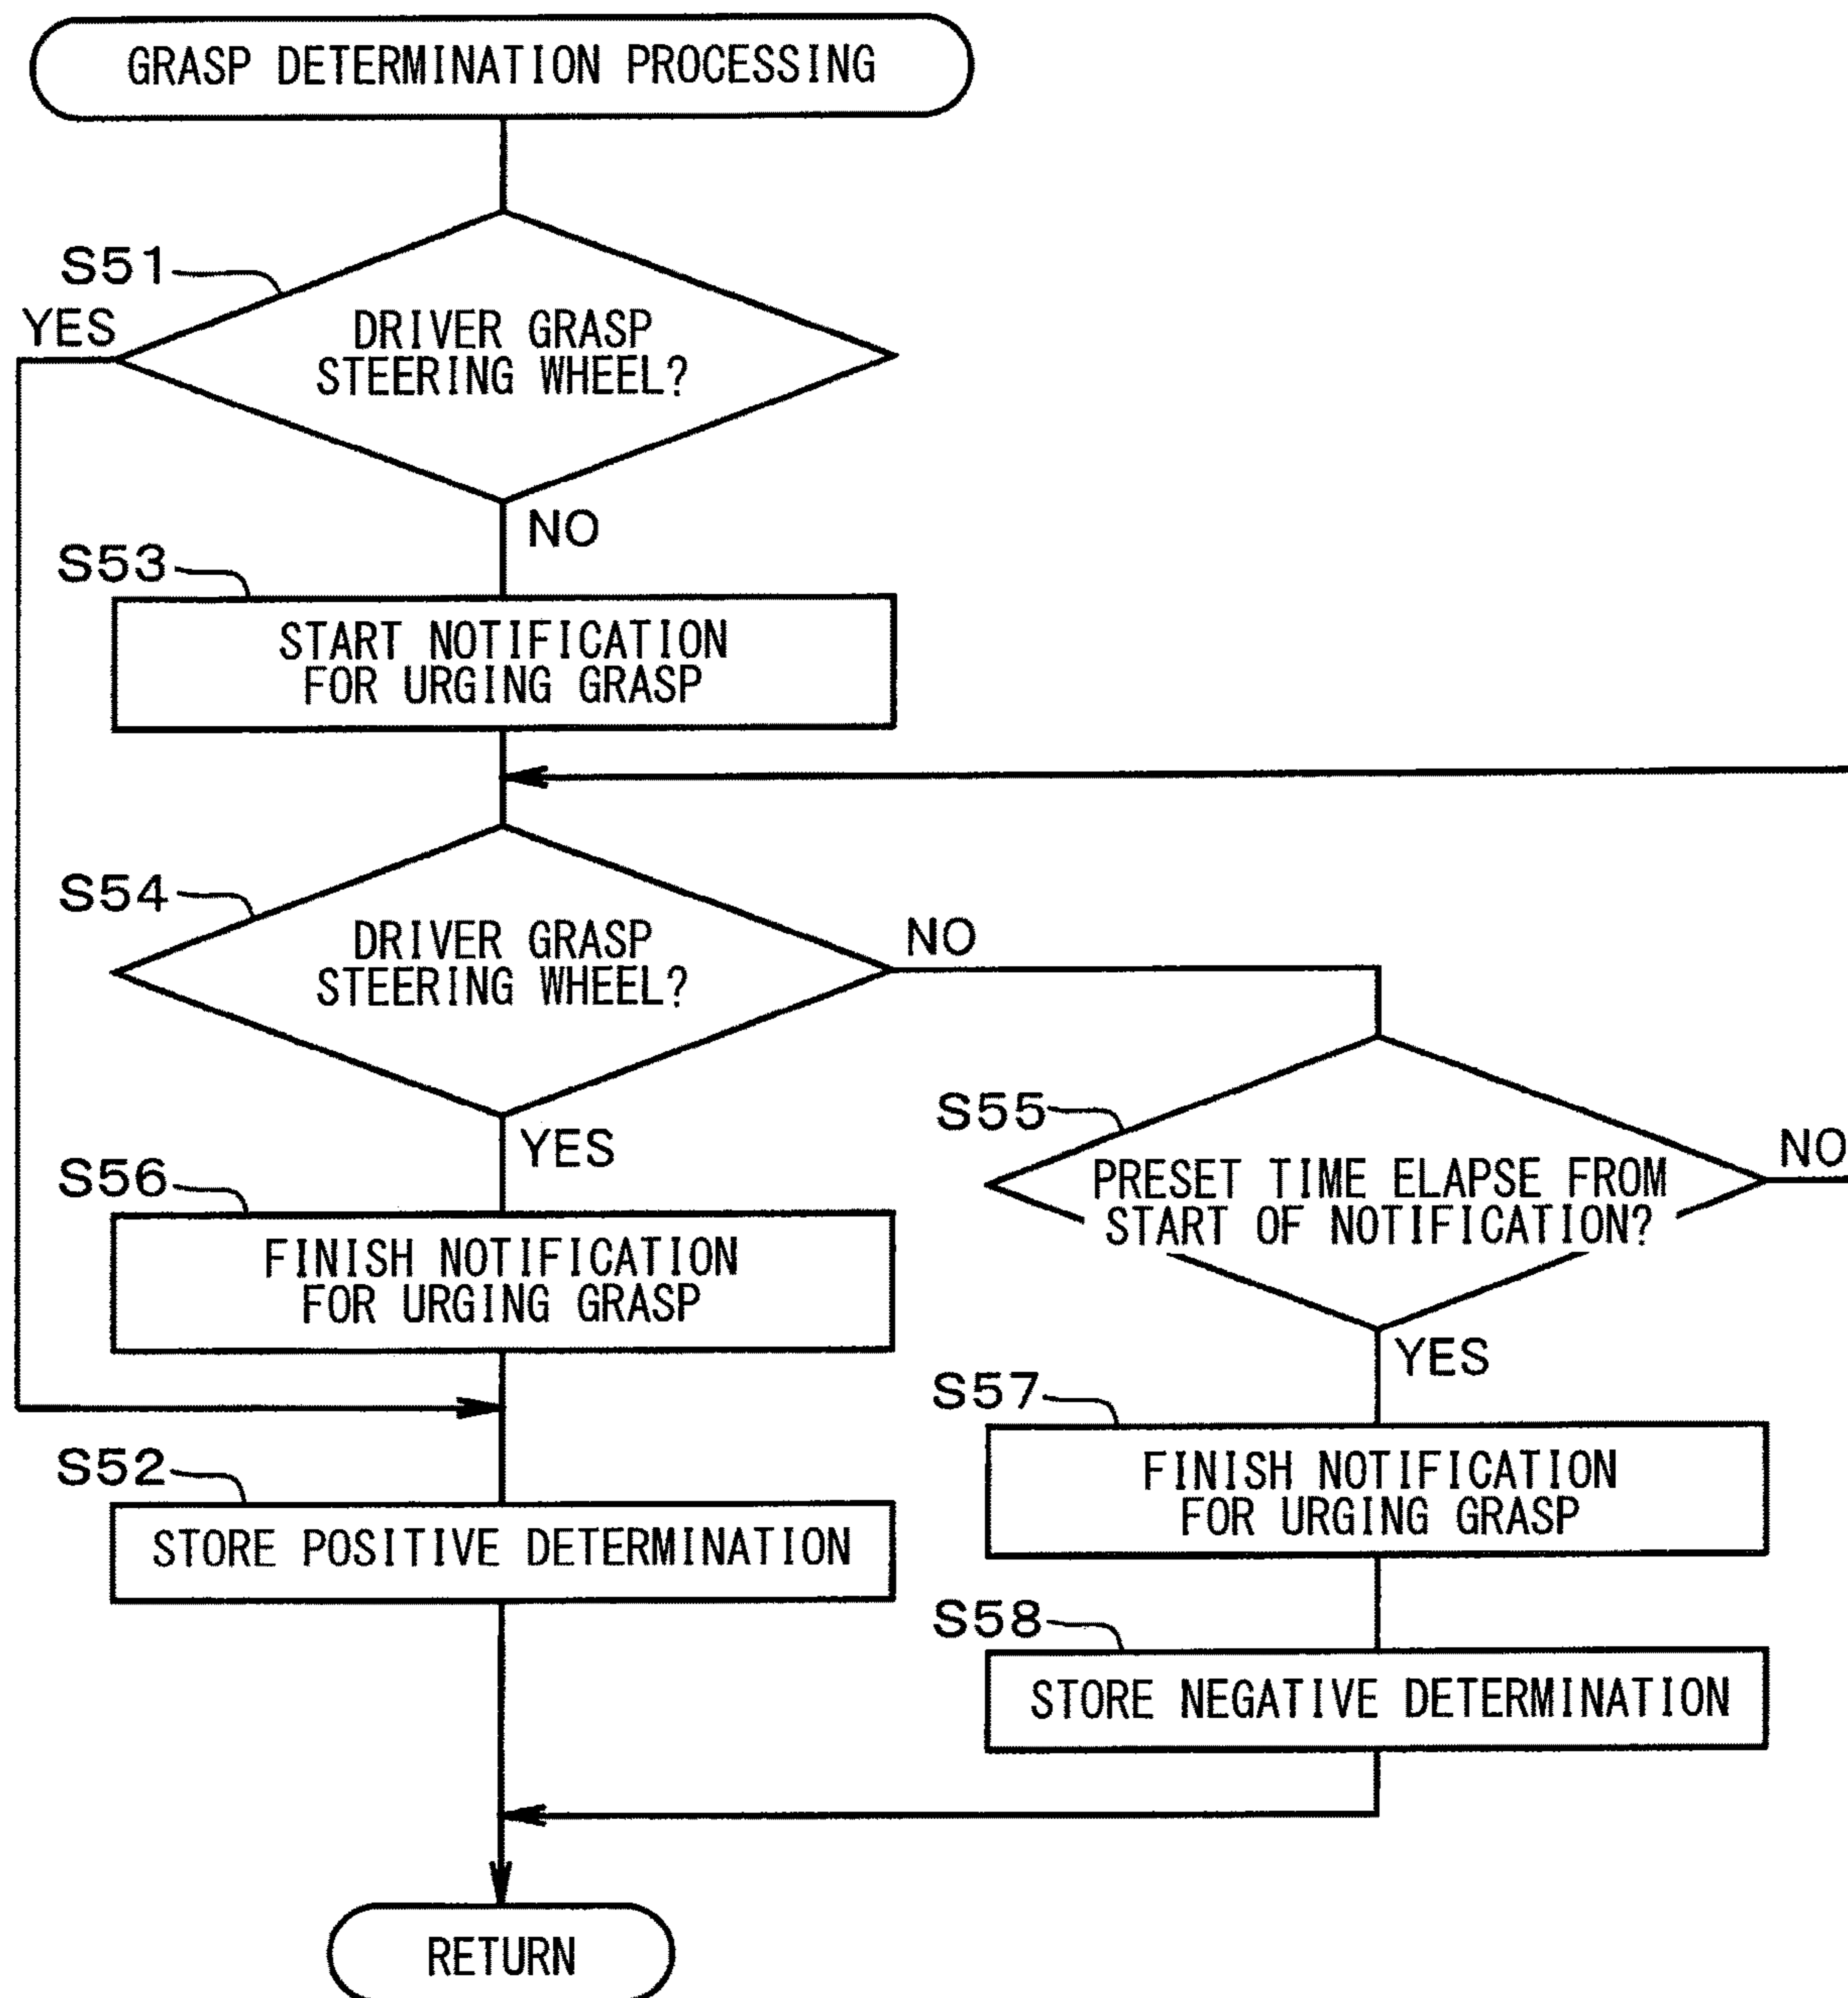 GRASP DETERMINATION PROCESSING
S51
YES
DRIVER GRASP
STEERING WHEEL?
NO
S53
START NOTIFICATION
FOR URGING GRASP
S54
DRIVER GRASP
STEERING WHEEL?
NO
YES
S55
PRESET TIME ELAPSE FROM
START OF NOTIFICATION?
NO
YES
S56
FINISH NOTIFICATION
FOR URGING GRASP
S57
FINISH NOTIFICATION
FOR URGING GRASP
S52
STORE POSITIVE DETERMINATION
S58
STORE NEGATIVE DETERMINATION
RETURN